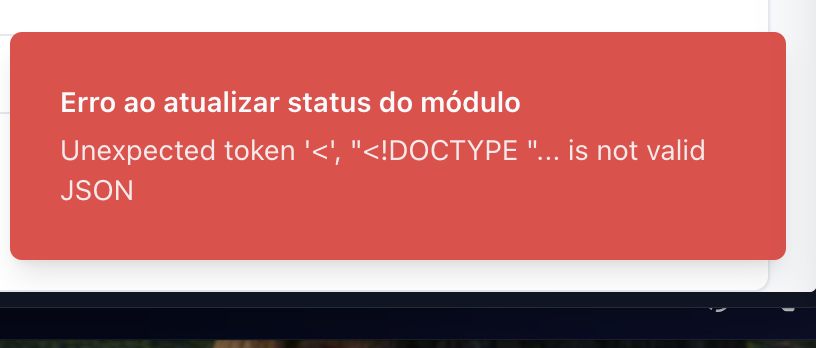 Erro ao atualizar status do módulo
Unexpected token '<', "<!DOCTYPE "... is not valid
JSON